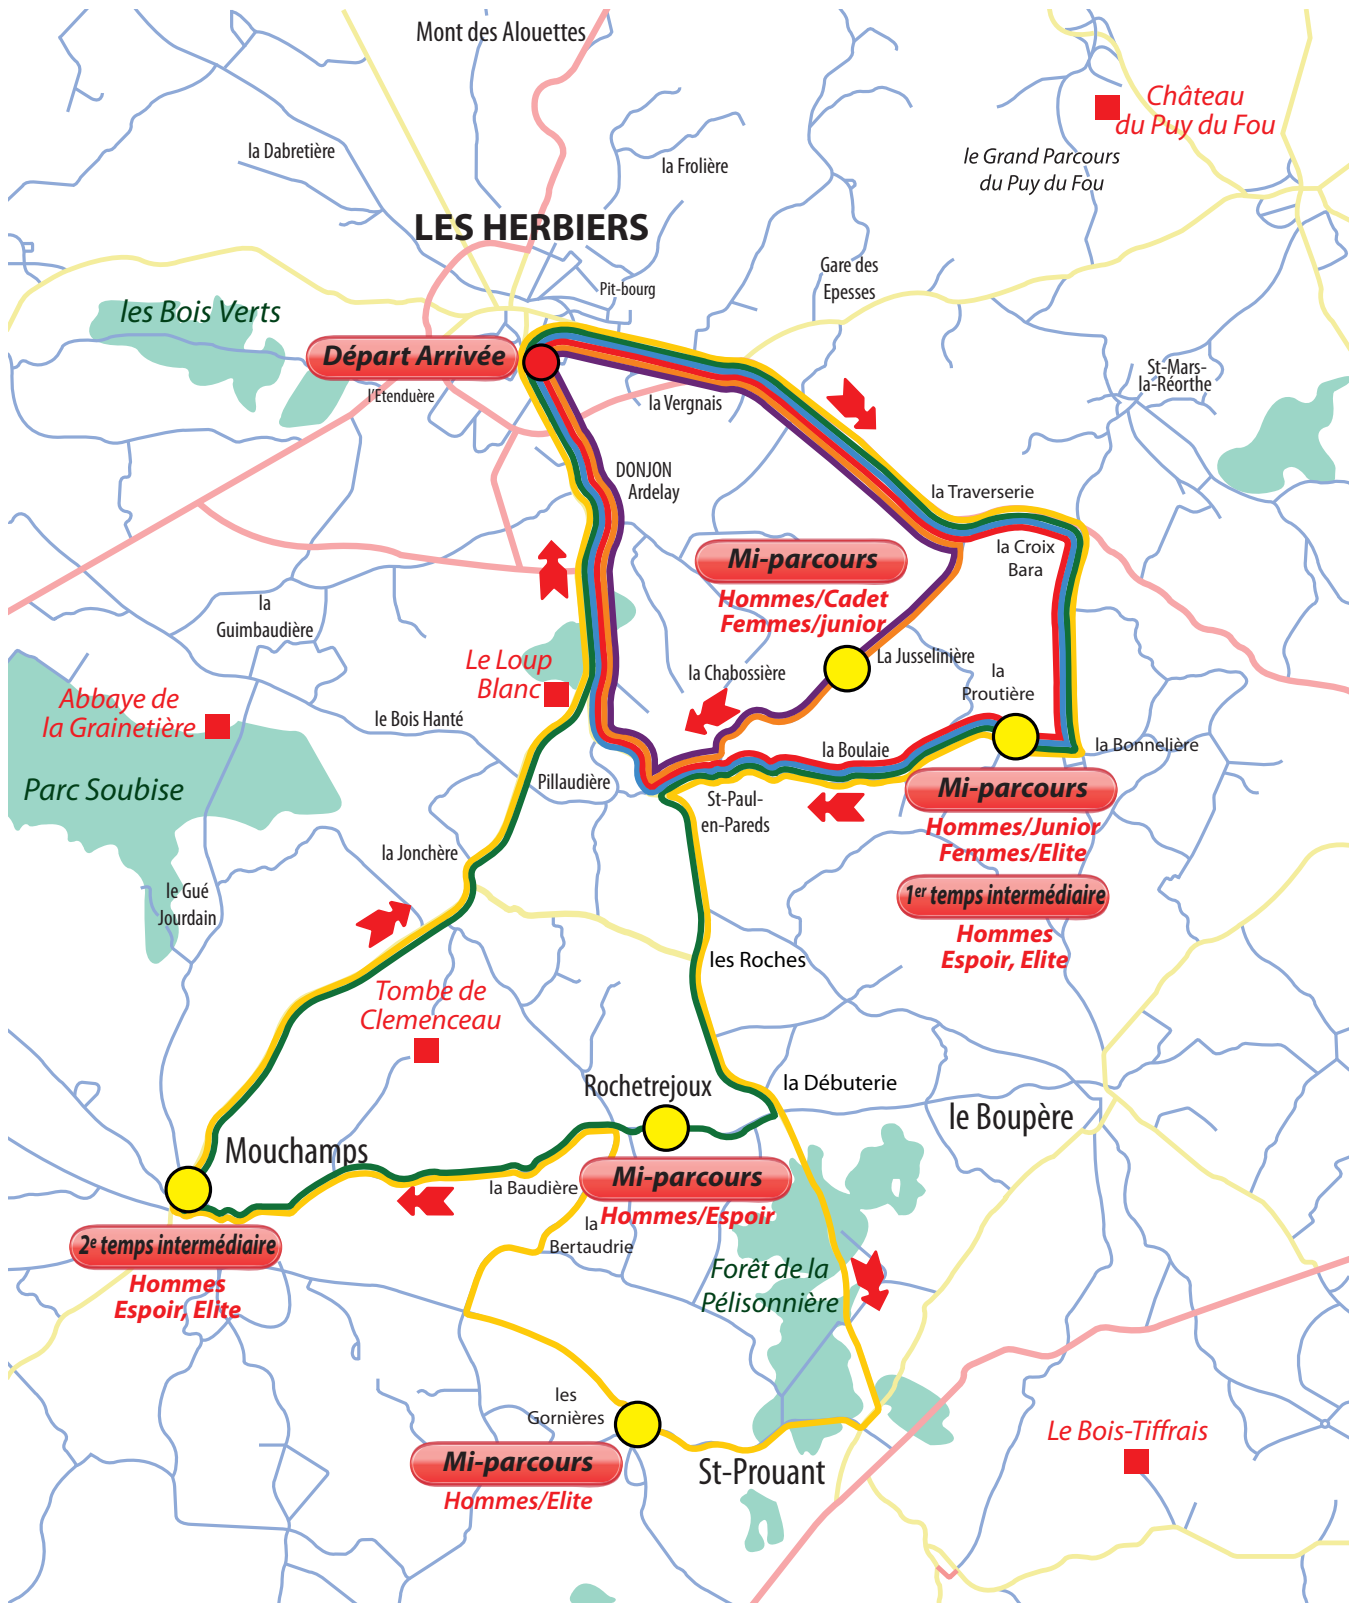 Mont des Alouettes
Château
du Puy du Fou
le Grand Parcours
du Puy du Fou
la Dabretière
la Frolière
LES HERBIERS
Gare des
Epesses
Pit-bourg
les Bois Verts
Départ Arrivée
l'Etenduère
la Vergnais
St-Mars-
la-Réorthe
DONJON
Ardelay
la Traverserie
la Croix
Bara
Mi-parcours
Hommes/Cadet
Femmes/junior
la
Guimbaudière
Le Loup
Blanc
la Chabossière
La Jusselinière
la
Proutière
Abbaye de
la Grainetière
le Bois Hanté
la Boulaie
la Bonnelière
Parc Soubise
Pillaudière
St-Paul-
en-Pareds
Mi-parcours
Hommes/Junior
Femmes/Elite
la Jonchère
le Gué
Jourdain
1er temps intermédiaire
Hommes
Espoir, Elite
les Roches
Tombe de
Clemenceau
Rochetrejoux
la Débuterie
le Boupère
Mouchamps
la Baudière
Mi-parcours
Hommes/Espoir
la
Bertaudrie
2e temps intermédiaire
Hommes
Espoir, Elite
Forêt de la
Pélisonnière
les
Gornières
Mi-parcours
Hommes/Elite
St-Prouant
Le Bois-Tiffrais